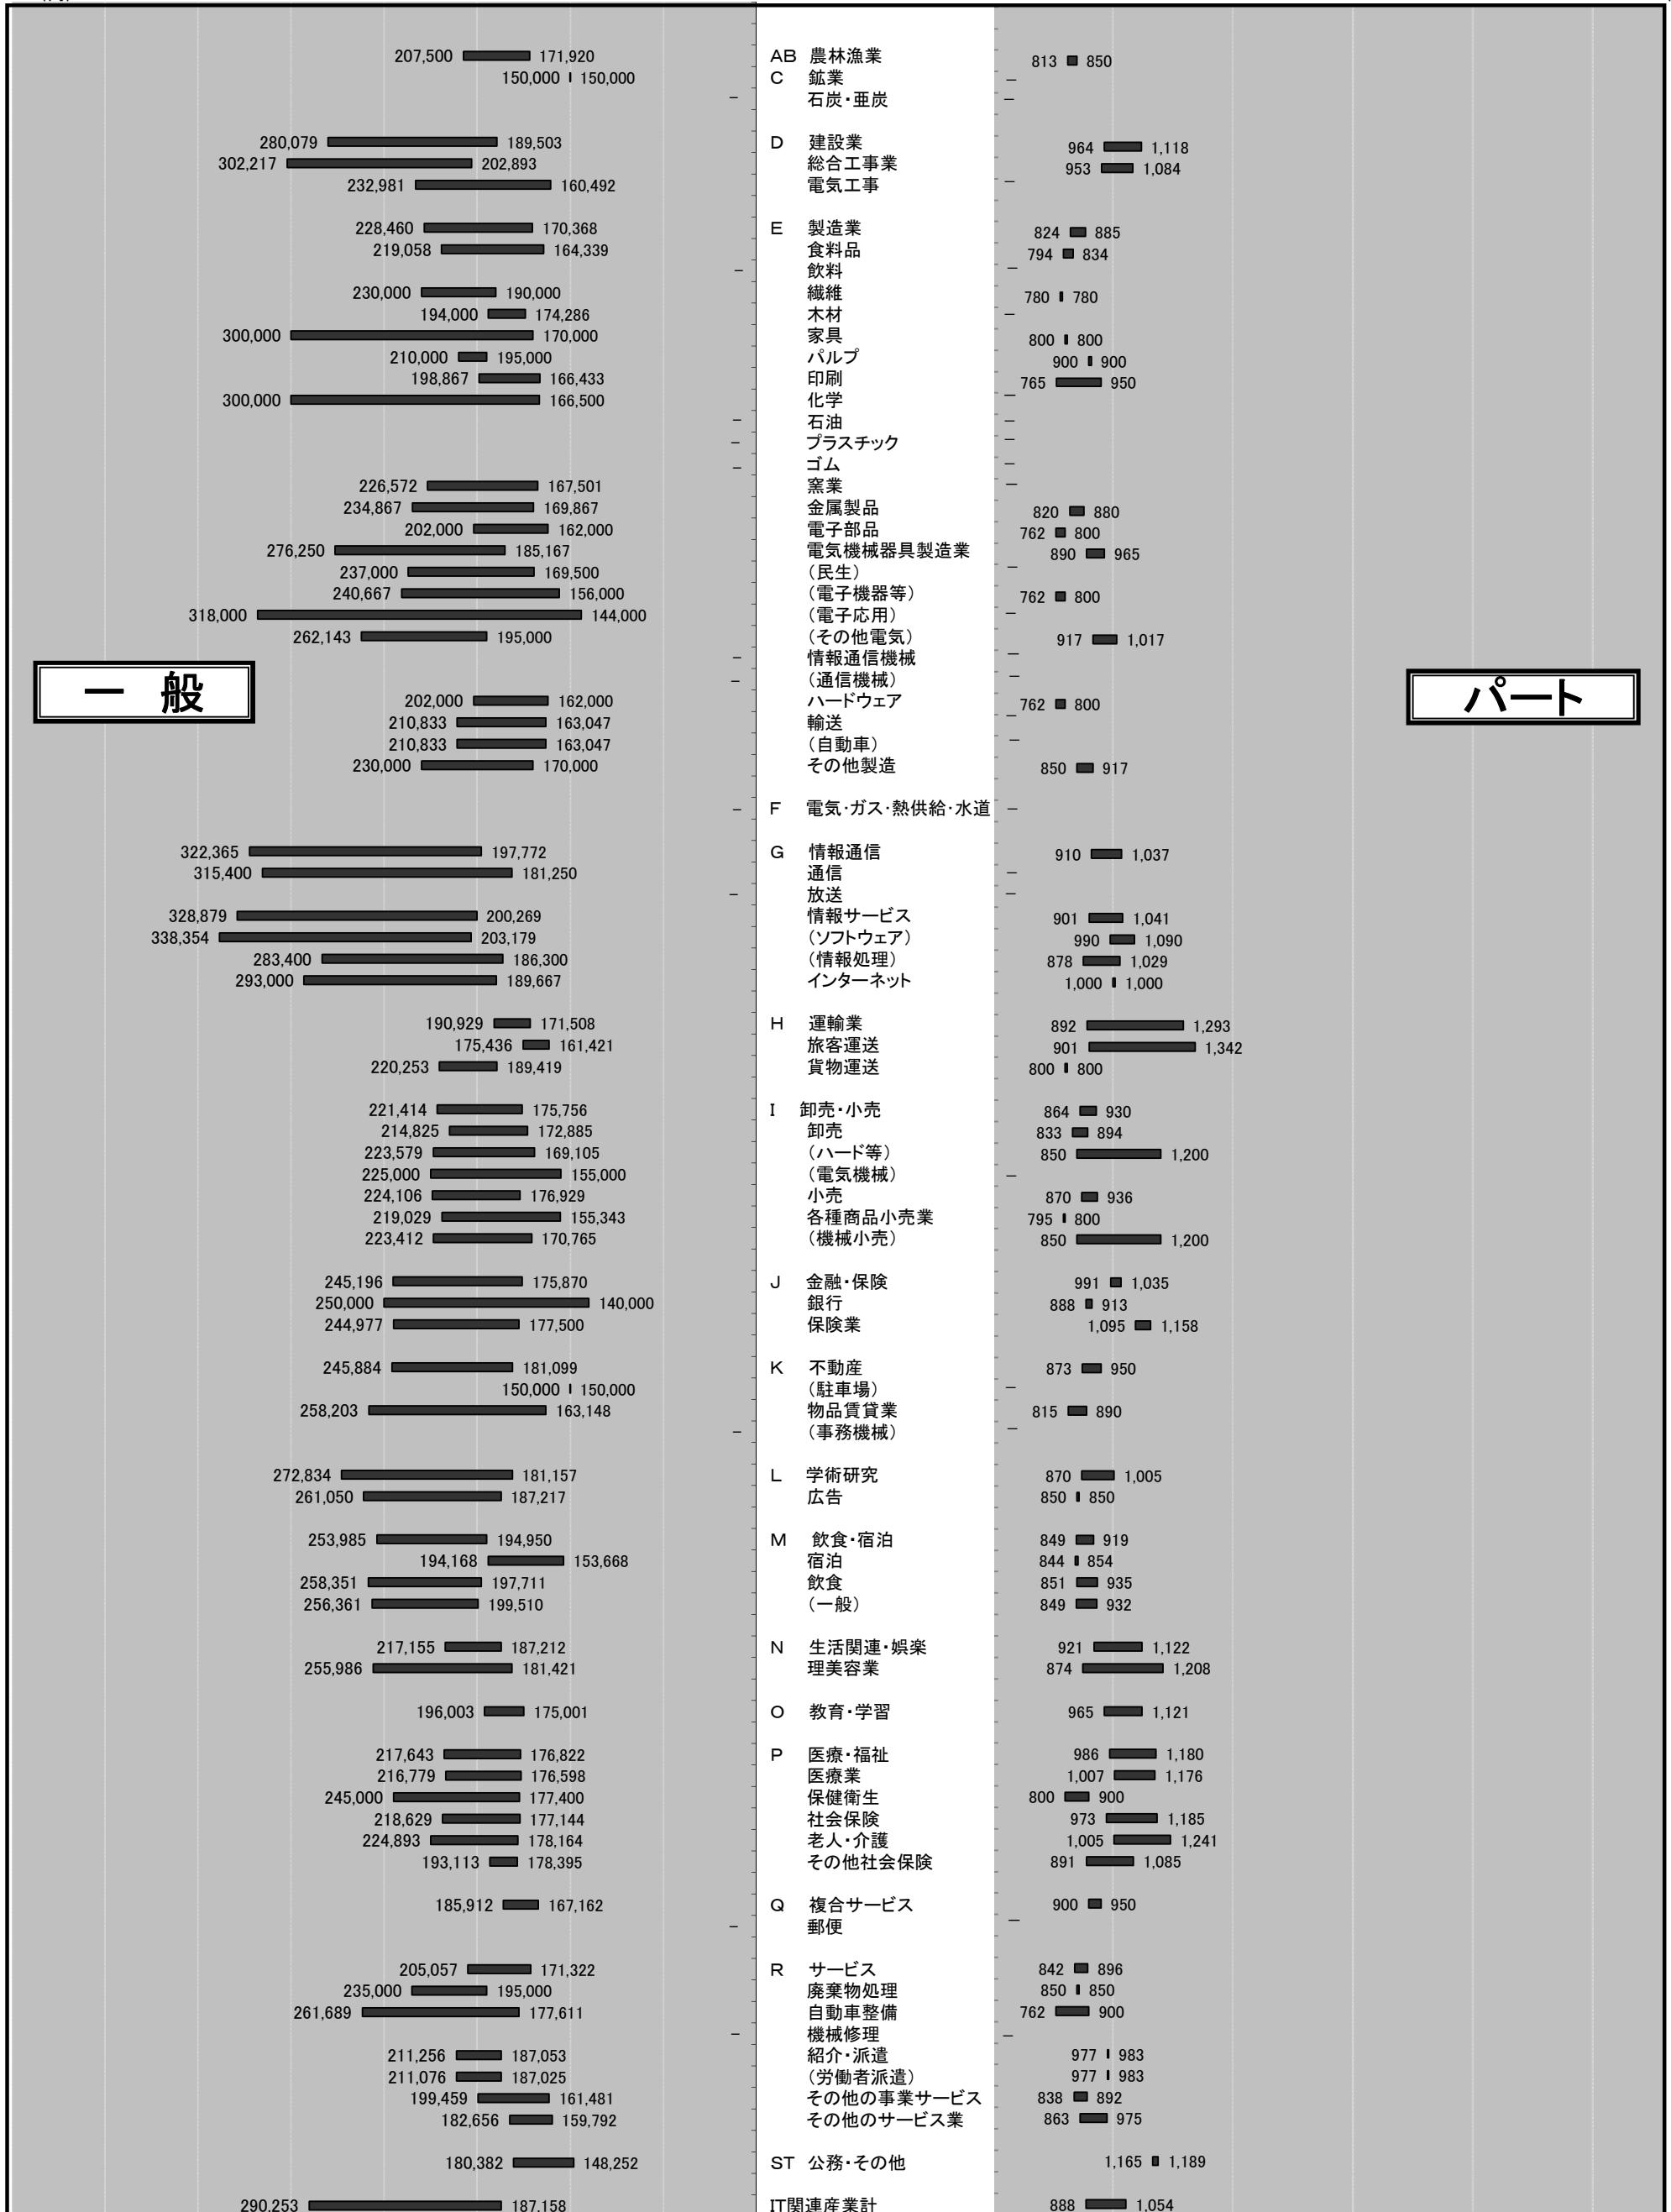 207,500 171,920 AB 農林漁業 813 850
150,000 150,000 C 鉱業 –
– 石炭・亜炭 –
280,079 189,503 D 建設業 964 1,118
302,217 202,893 総合工事業 953 1,084
232,981 160,492 電気工事 –
228,460 170,368 E 製造業 824 885
219,058 164,339 食料品 794 834
– 飲料 –
230,000 190,000 繊維 780 780
194,000 174,286 木材 –
300,000 170,000 家具 800 800
210,000 195,000 パルプ 900 900
198,867 166,433 印刷 765 950
300,000 166,500 化学 –
– 石油 –
– プラスチック –
– ゴム –
226,572 167,501 窯業 –
234,867 169,867 金属製品 820 880
202,000 162,000 電子部品 762 800
276,250 185,167 電気機械器具製造業 890 965
237,000 169,500 （民生） –
240,667 156,000 （電子機器等） 762 800
318,000 144,000 （電子応用） –
262,143 195,000 （その他電気） 917 1,017
– 情報通信機械 –
– （通信機械） –
一 般
パート
202,000 162,000 ハードウェア 762 800
210,833 163,047 輸送 –
210,833 163,047 （自動車） –
230,000 170,000 その他製造 850 917
– F 電気・ガス・熱供給・水道 –
322,365 197,772 G 情報通信 910 1,037
315,400 181,250 通信 –
– 放送 –
328,879 200,269 情報サービス 901 1,041
338,354 203,179 （ソフトウェア） 990 1,090
283,400 186,300 （情報処理） 878 1,029
293,000 189,667 インターネット 1,000 1,000
190,929 171,508 H 運輸業 892 1,293
175,436 161,421 旅客運送 901 1,342
220,253 189,419 貨物運送 800 800
221,414 175,756 I 卸売・小売 864 930
214,825 172,885 卸売 833 894
223,579 169,105 （ハード等） 850 1,200
225,000 155,000 （電気機械） –
224,106 176,929 小売 870 936
219,029 155,343 各種商品小売業 795 800
223,412 170,765 （機械小売） 850 1,200
245,196 175,870 J 金融・保険 991 1,035
250,000 140,000 銀行 888 913
244,977 177,500 保険業 1,095 1,158
245,884 181,099 K 不動産 873 950
150,000 150,000 （駐車場） –
258,203 163,148 物品賃貸業 815 890
– （事務機械） –
272,834 181,157 L 学術研究 870 1,005
261,050 187,217 広告 850 850
253,985 194,950 M 飲食・宿泊 849 919
194,168 153,668 宿泊 844 854
258,351 197,711 飲食 851 935
256,361 199,510 （一般） 849 932
217,155 187,212 N 生活関連・娯楽 921 1,122
255,986 181,421 理美容業 874 1,208
196,003 175,001 O 教育・学習 965 1,121
217,643 176,822 P 医療・福祉 986 1,180
216,779 176,598 医療業 1,007 1,176
245,000 177,400 保健衛生 800 900
218,629 177,144 社会保険 973 1,185
224,893 178,164 老人・介護 1,005 1,241
193,113 178,395 その他社会保険 891 1,085
185,912 167,162 Q 複合サービス 900 950
– 郵便 –
205,057 171,322 R サービス 842 896
235,000 195,000 廃棄物処理 850 850
261,689 177,611 自動車整備 762 900
– 機械修理 –
211,256 187,053 紹介・派遣 977 983
211,076 187,025 （労働者派遣） 977 983
199,459 161,481 その他の事業サービス 838 892
182,656 159,792 その他のサービス業 863 975
180,382 148,252 ST 公務・その他 1,165 1,189
290,253 187,158 IT関連産業計 888 1,054